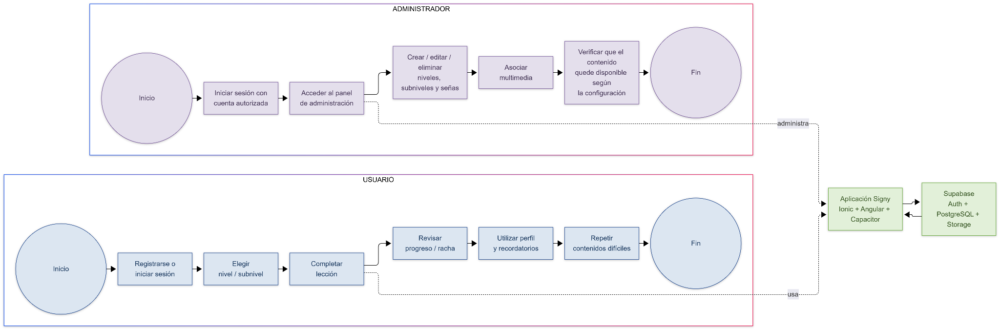 ADMINISTRADOR
Inicio
Iniciar sesión con
cuenta autorizada
Acceder al panel
de administración
Crear / editar /
eliminar
niveles,
subniveles y señas
Asociar
multimedia
Verificar que el
contenido
quede disponible
según
la configuración
Fin
administra
USUARIO
Inicio
Registrarse o
iniciar sesión
Elegir
nivel / subnivel
Completar
lección
Revisar
progreso / racha
Utilizar perfil
y recordatorios
Repetir
contenidos difíciles
Fin
usa
Aplicación Signy
Ionic + Angular +
Capacitor
Supabase
Auth +
PostgreSQL +
Storage